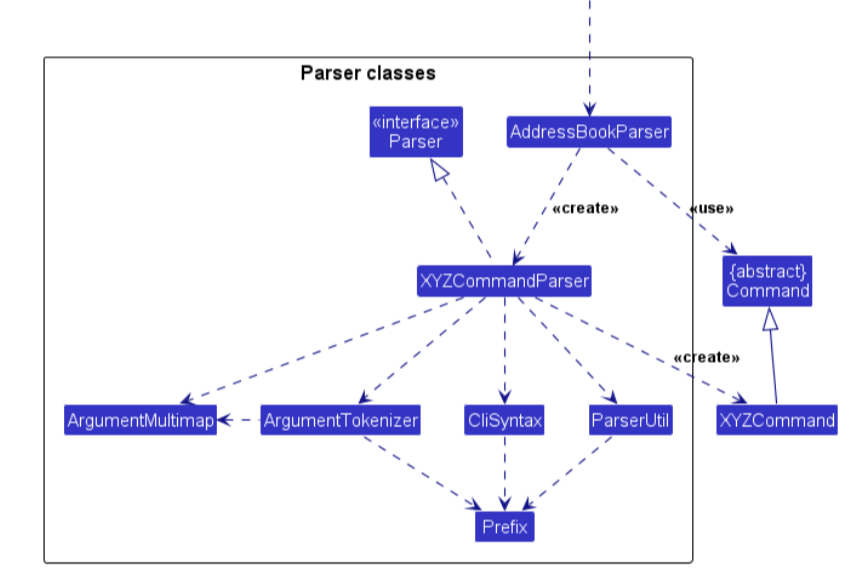 Parser classes
«interface»
Parser
AddressBookParser
«create»
«use»
XYZCommandParser
{abstract}
Command
«create»
ArgumentMultimap
ArgumentTokenizer
CliSyntax
ParserUtil
XYZCommand
Prefix